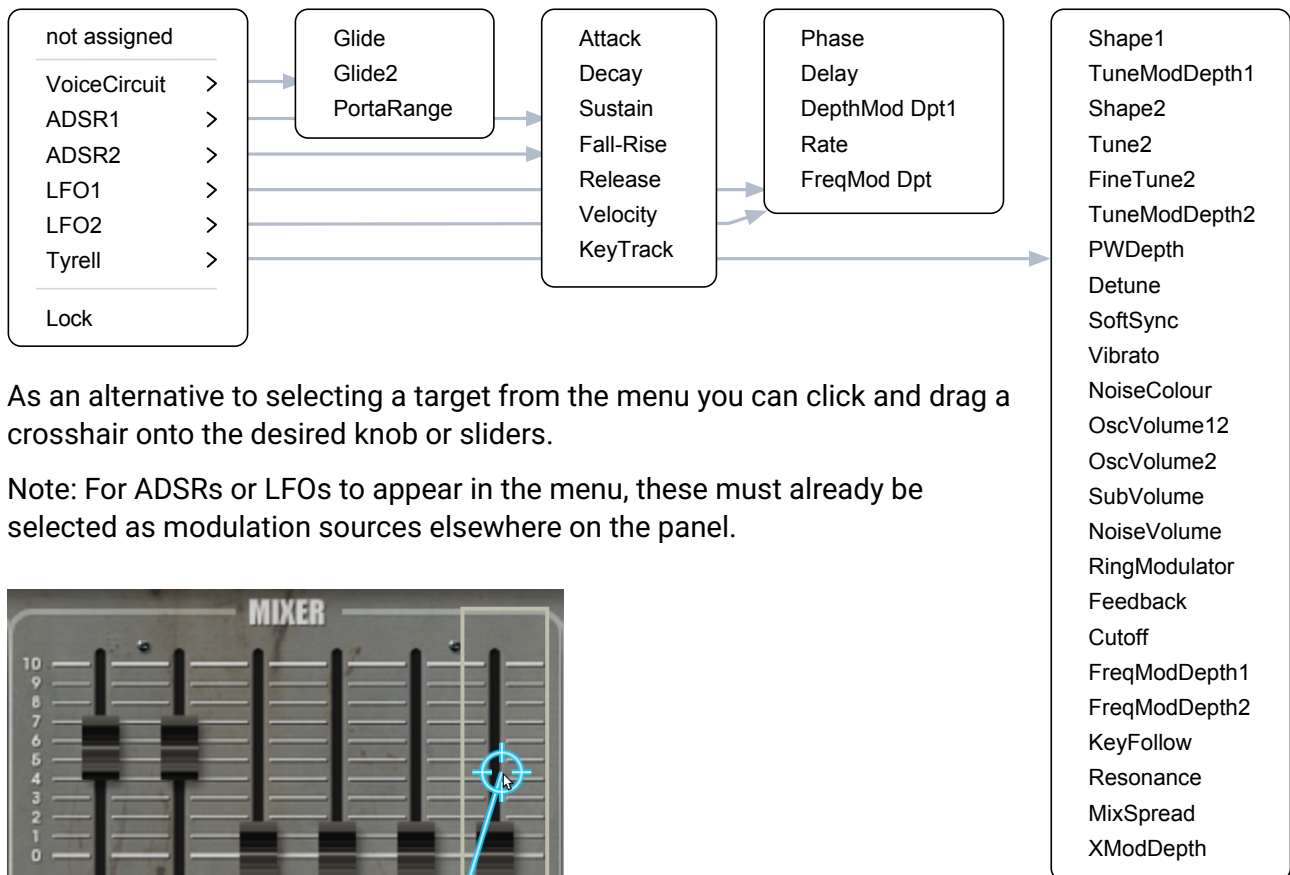 not assigned
VoiceCircuit >
ADSR1 >
ADSR2 >
LFO1 >
LFO2 >
Tyrell >
Lock
Glide
Glide2
PortaRange
Attack
Decay
Sustain
Fall-Rise
Release
Velocity
KeyTrack
Phase
Delay
DepthMod Dpt1
Rate
FreqMod Dpt
Shape1
TuneModDepth1
Shape2
Tune2
FineTune2
TuneModDepth2
PWDepth
Detune
SoftSync
Vibrato
NoiseColour
OscVolume12
OscVolume2
SubVolume
NoiseVolume
RingModulator
Feedback
Cutoff
FreqModDepth1
FreqModDepth2
KeyFollow
Resonance
MixSpread
XModDepth
As an alternative to selecting a target from the menu you can click and drag a
crosshair onto the desired knob or sliders.
Note: For ADSRs or LFOs to appear in the menu, these must already be
selected as modulation sources elsewhere on the panel.
MIXER
10
9
8
7
6
5
4
3
2
1
0